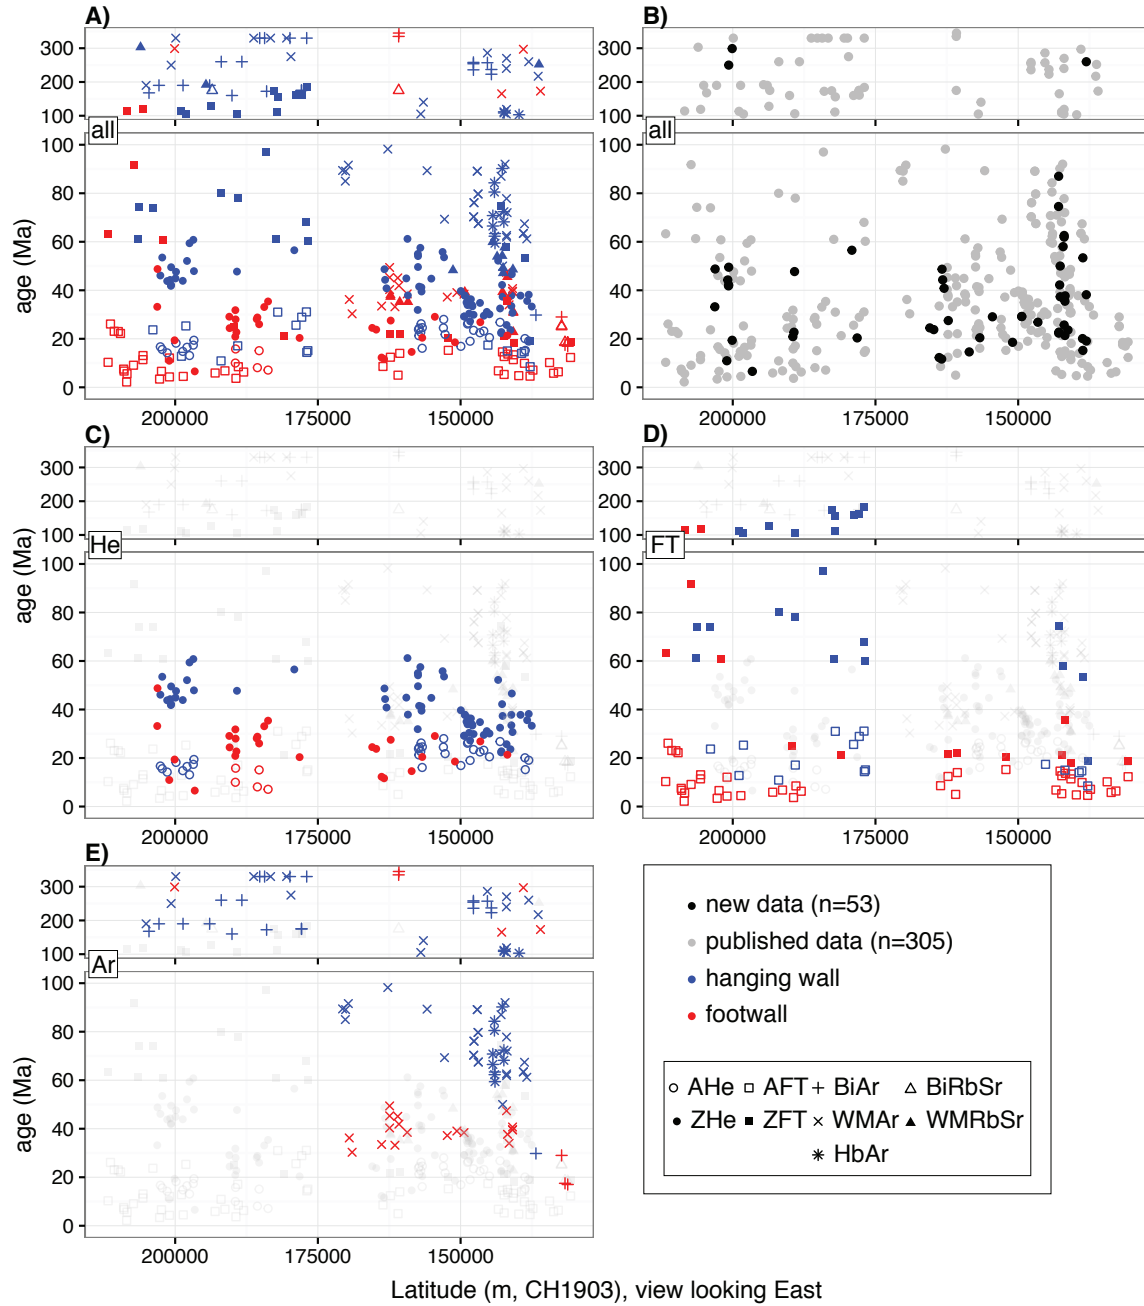 A)
B)
300
200
100
all
300
200
100
all
100
80
60
40
20
0
age (Ma)
100
80
60
40
20
0
age (Ma)
200000
175000
150000
200000
175000
150000
C)
D)
300
200
100
He
300
200
100
FT
100
80
60
40
20
0
age (Ma)
100
80
60
40
20
0
200000
175000
150000
200000
175000
150000
E)
300
200
100
Ar
100
80
60
40
20
0
age (Ma)
200000
175000
150000
new data (n=53)
published data (n=305)
hanging wall
footwall
AHe AFT BiAr BiRbSr
ZHe ZFT WMAr WMRbSr
HbAr
Latitude (m, CH1903), view looking East